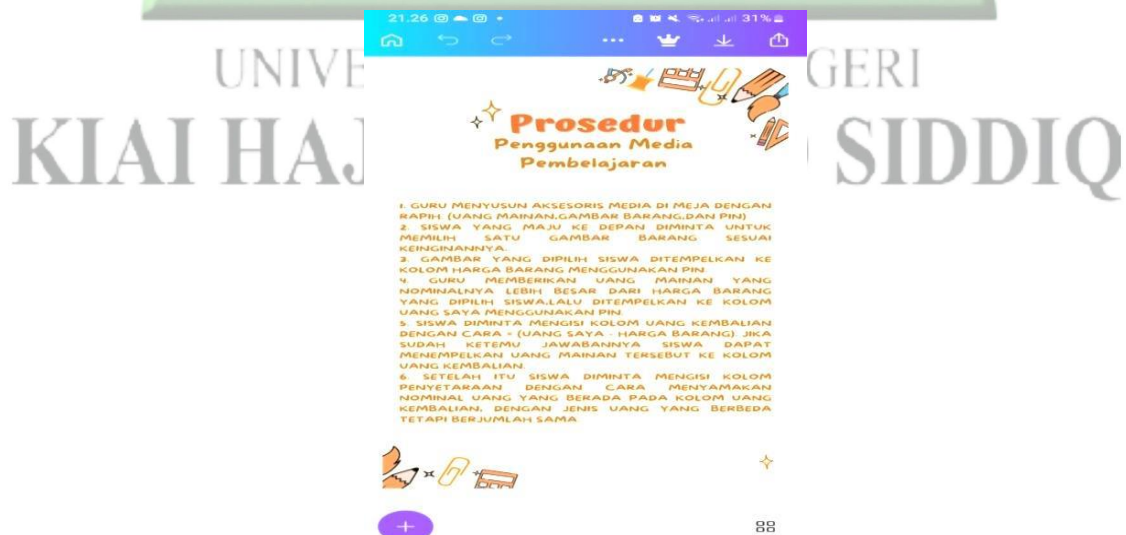 21.26 31%
UNIVE GERI
KIAI HAJ SIDDIQ
Prosedur
Penggunaan Media
Pembelajaran
1. GURU MENYUSUN AKSESORIS MEDIA DI MEJA DENGAN
RAPIH (UANG MAINAN,GAMBAR BARANG,DAN PIN)
2. SISWA YANG MAJU KE DEPAN DIMINTA UNTUK
MEMILIH SATU GAMBAR BARANG SESUAI
KEINGINANNYA.
3. GAMBAR YANG DIPILIH SISWA DITEMPELKAN KE
KOLOM HARGA BARANG MENGGUNAKAN PIN
4. GURU MEMBERIKAN UANG MAINAN YANG
NOMINALNYA LEBIH BESAR DARI HARGA BARANG
YANG DIPILIH SISWA,LALU DITEMPELKAN KE KOLOM
UANG SAYA MENGGUNAKAN PIN
5. SISWA DIMINTA MENGISI KOLOM UANG KEMBALIAN
DENGAN CARA = (UANG SAYA - HARGA BARANG) JIKA
SUDAH KETEMU JAWABANNYA SISWA DAPAT
MENEMPELKAN UANG MAINAN TERSEBUT KE KOLOM
UANG KEMBALIAN.
6. SETELAH ITU SISWA DIMINTA MENGISI KOLOM
PENYETARAAN DENGAN CARA MENYAMAKAN
NOMINAL UANG YANG BERADA PADA KOLOM UANG
KEMBALIAN, DENGAN JENIS UANG YANG BERBEDA
TETAPI BERJUMLAH SAMA